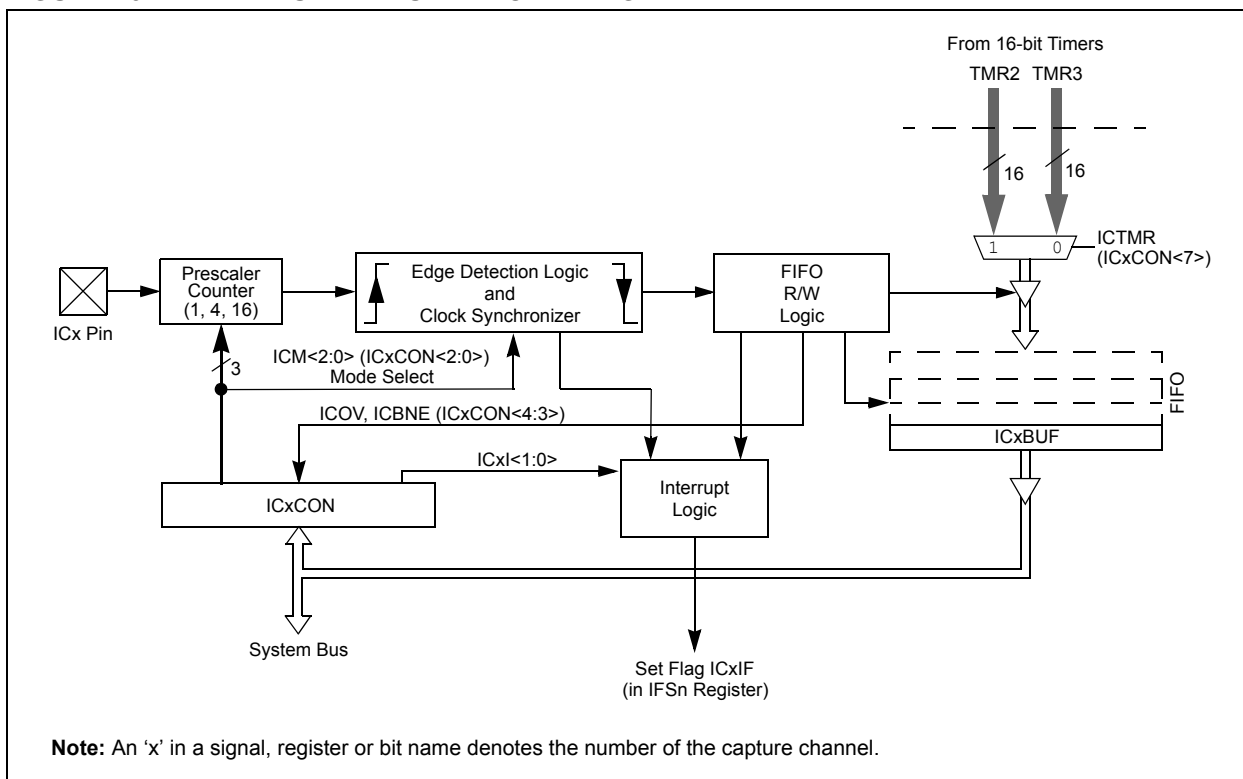 From 16-bit Timers
TMR2 TMR3
16 16
1 0
ICTMR
(ICxCON<7>)
Prescaler
Counter
(1, 4, 16)
Edge Detection Logic
and
Clock Synchronizer
FIFO
R/W
Logic
ICx Pin
3
ICM<2:0> (ICxCON<2:0>)
Mode Select
FIFO
ICOV, ICBNE (ICxCON<4:3>)
ICxBUF
ICxI<1:0>
ICxCON
Interrupt
Logic
System Bus
Set Flag ICxIF
(in IFSn Register)
Note: An ‘x’ in a signal, register or bit name denotes the number of the capture channel.